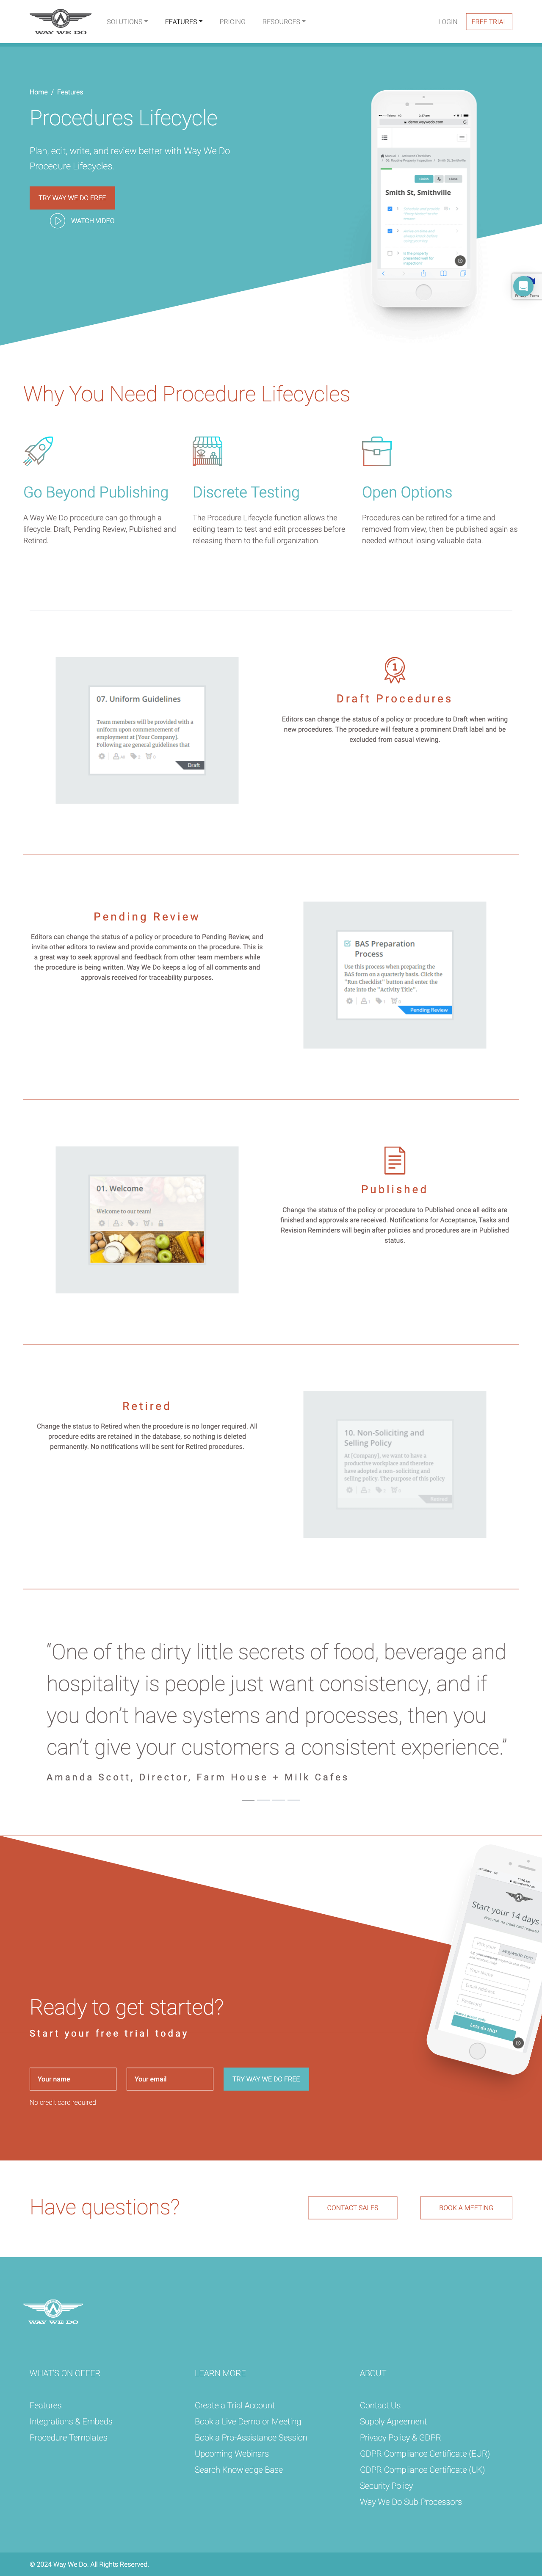 WAY WE DO
SOLUTIONS
FEATURES
PRICING
RESOURCES
LOGIN
FREE TRIAL
Home / Features
Procedures Lifecycle
Plan, edit, write, and review better with Way We Do
Procedure Lifecycles.
TRY WAY WE DO FREE
WATCH VIDEO
demo.waywedo.com
Smith St, Smithville
Why You Need Procedure Lifecycles
Go Beyond Publishing
A Way We Do procedure can go through a
lifecycle: Draft, Pending Review, Published and
Retired.
Discrete Testing
The Procedure Lifecycle function allows the
editing team to test and edit processes before
releasing them to the full organization.
Open Options
Procedures can be retired for a time and
removed from view, then be published again as
needed without losing valuable data.
07. Uniform Guidelines
Team members will be provided with a
uniform upon commencement of
employment at [Your Company].
Following are general guidelines that
Draft
Draft Procedures
Editors can change the status of a policy or procedure to Draft when writing
new procedures. The procedure will feature a prominent Draft label and be
excluded from casual viewing.
Pending Review
Editors can change the status of a policy or procedure to Pending Review, and
invite other editors to review and provide comments on the procedure. This is
a great way to seek approval and feedback from other team members while
the procedure is being written. Way We Do keeps a log of all comments and
approvals received for traceability purposes.
BAS Preparation
Process
Use this process when preparing the
BAS form on a quarterly basis. Click the
"Run Checklist" button and enter the
date into the "Activity Title".
Pending Review
01. Welcome
Welcome to our team!
Published
Change the status of the policy or procedure to Published once all edits are
finished and approvals are received. Notifications for Acceptance, Tasks and
Revision Reminders will begin after policies and procedures are in Published
status.
Retired
Change the status to Retired when the procedure is no longer required. All
procedure edits are retained in the database, so nothing is deleted
permanently. No notifications will be sent for Retired procedures.
10. Non-Soliciting and
Selling Policy
At [Company], we want to have a
productive workplace and therefore
have adopted a non-soliciting and
selling policy. The purpose of this policy
Retired
“One of the dirty little secrets of food, beverage and
hospitality is people just want consistency, and if
you don’t have systems and processes, then you
can’t give your customers a consistent experience.”
Amanda Scott, Director, Farm House + Milk Cafes
Start your 14 days
Free trial, no credit card required
waywedo.com
Your Name
Email Address
Password
Lets do this!
Ready to get started?
Start your free trial today
Your name
Your email
TRY WAY WE DO FREE
No credit card required
Have questions?
CONTACT SALES
BOOK A MEETING
WAY WE DO
WHAT'S ON OFFER
Features
Integrations & Embeds
Procedure Templates
LEARN MORE
Create a Trial Account
Book a Live Demo or Meeting
Book a Pro-Assistance Session
Upcoming Webinars
Search Knowledge Base
ABOUT
Contact Us
Supply Agreement
Privacy Policy & GDPR
GDPR Compliance Certificate (EUR)
GDPR Compliance Certificate (UK)
Security Policy
Way We Do Sub-Processors
© 2024 Way We Do. All Rights Reserved.